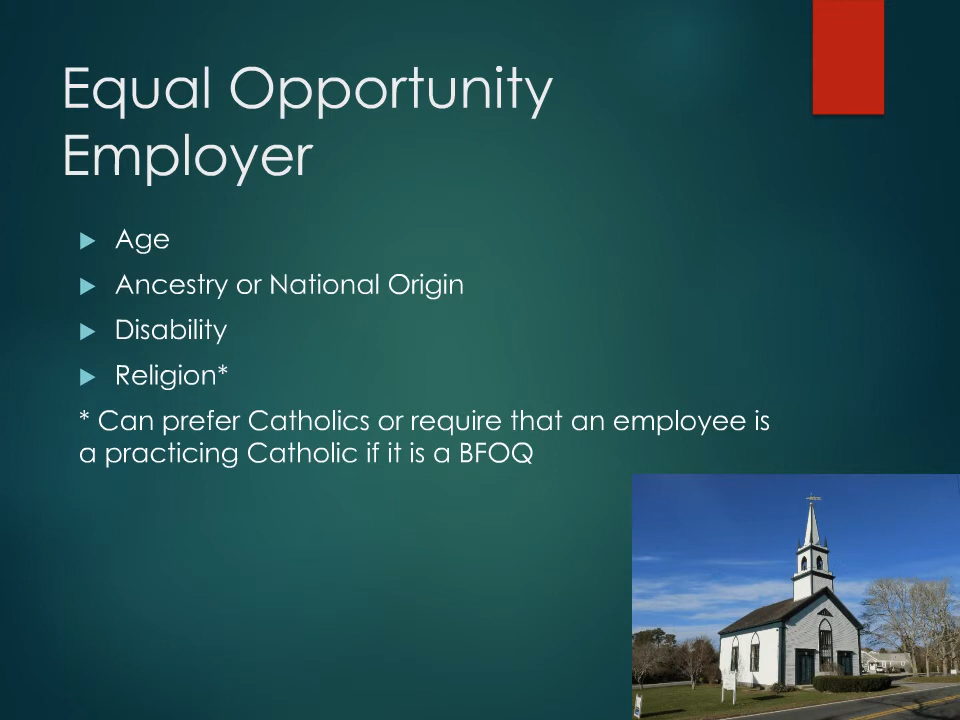 Equal Opportunity
Employer
Age
Ancestry or National Origin
Disability
Religion*
* Can prefer Catholics or require that an employee is
a practicing Catholic if it is a BFOQ